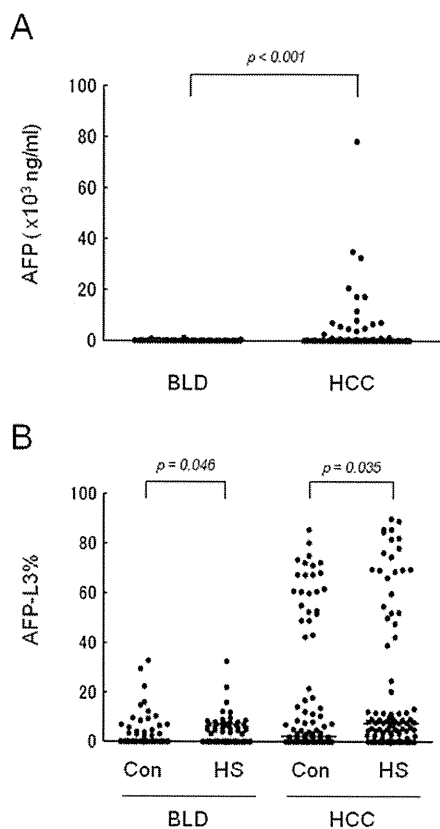 A
p < 0.001
AFP ( x10³ ng/ml)
100
80
60
40
20
0
BLD HCC
B
p = 0.046 p = 0.035
AFP-L3%
100
80
60
40
20
0
Con HS Con HS
BLD HCC